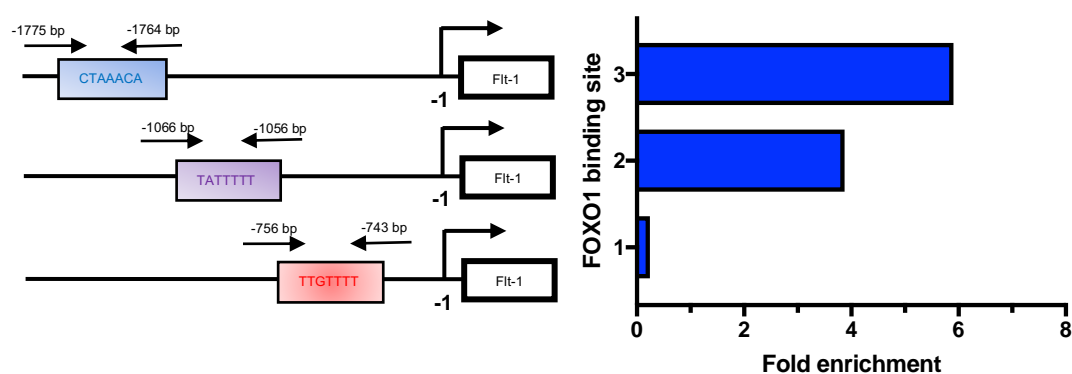 -1775 bp -1764 bp
CTAAACA Flt-1
-1
-1066 bp -1056 bp
TATTTTT Flt-1
-1
-756 bp -743 bp
TTGTTTT Flt-1
-1
FOXO1 binding site
3
2
1
0 2 4 6 8
Fold enrichment